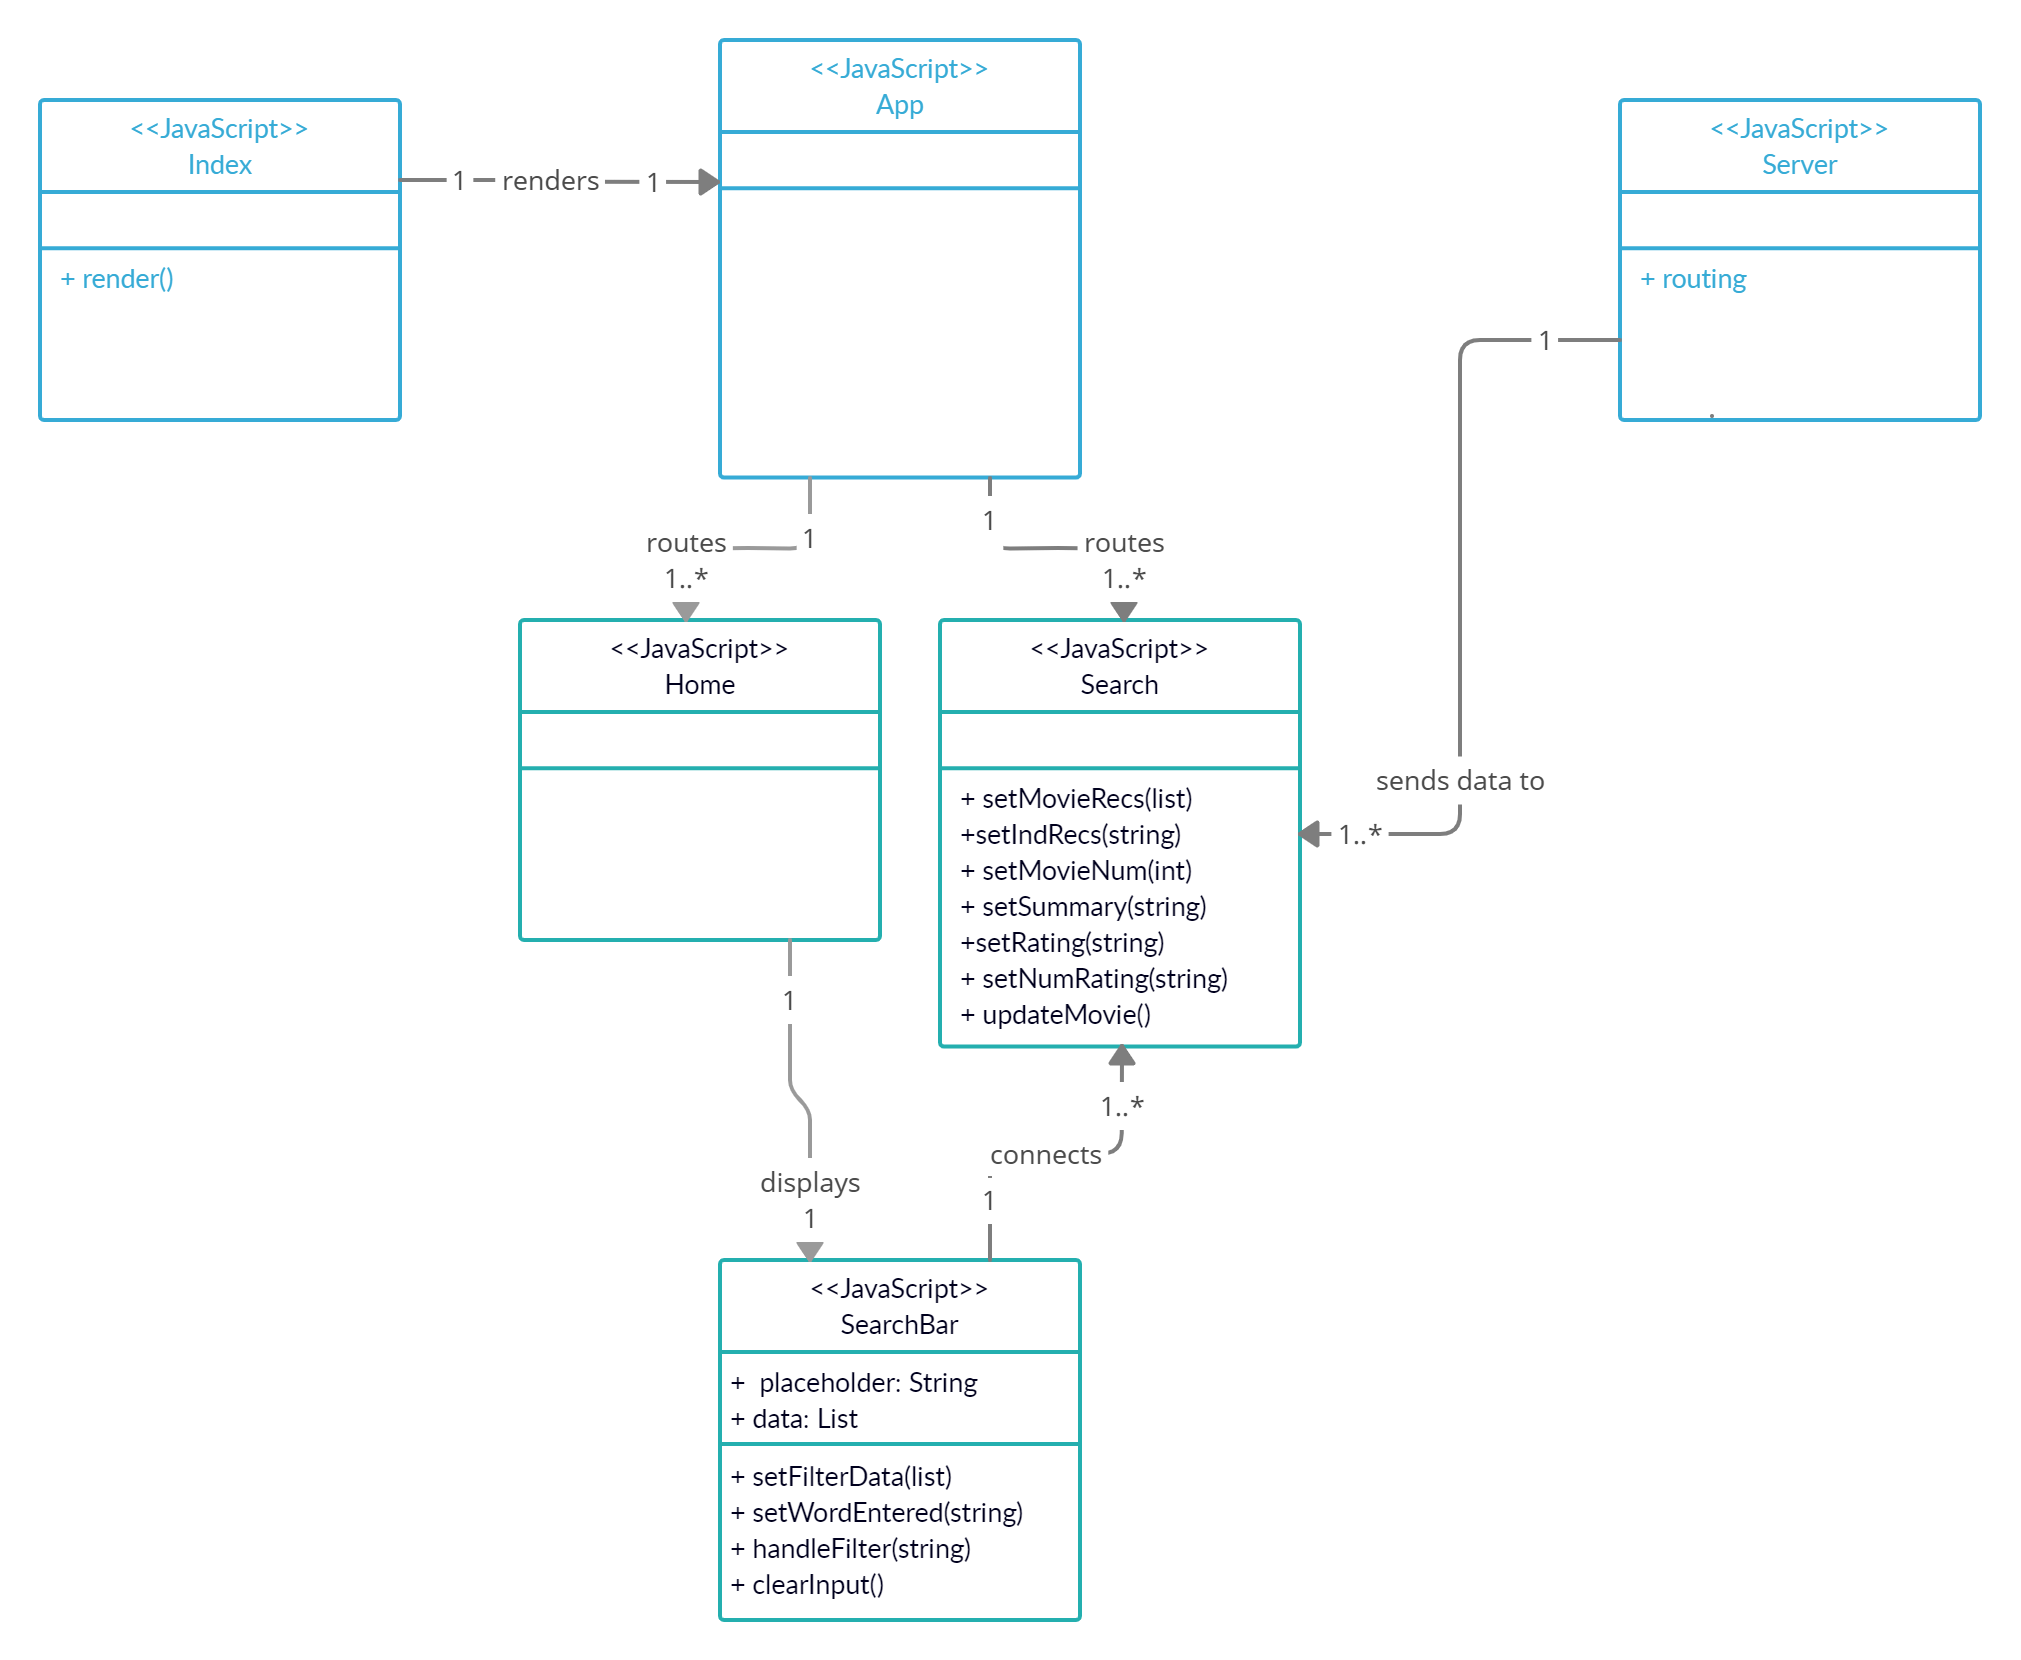 <<JavaScript>>
App
<<JavaScript>>
Index
+ render()
1 renders 1
<<JavaScript>>
Server
+ routing
1
1
routes
1..*
1
routes
1..*
<<JavaScript>>
Home
<<JavaScript>>
Search
+ setMovieRecs(list)
+setIndRecs(string)
+ setMovieNum(int)
+ setSummary(string)
+setRating(string)
+ setNumRating(string)
+ updateMovie()
sends data to
1..*
1
displays
1
1..*
connects
1
<<JavaScript>>
SearchBar
+  placeholder: String
+ data: List
+ setFilterData(list)
+ setWordEntered(string)
+ handleFilter(string)
+ clearInput()